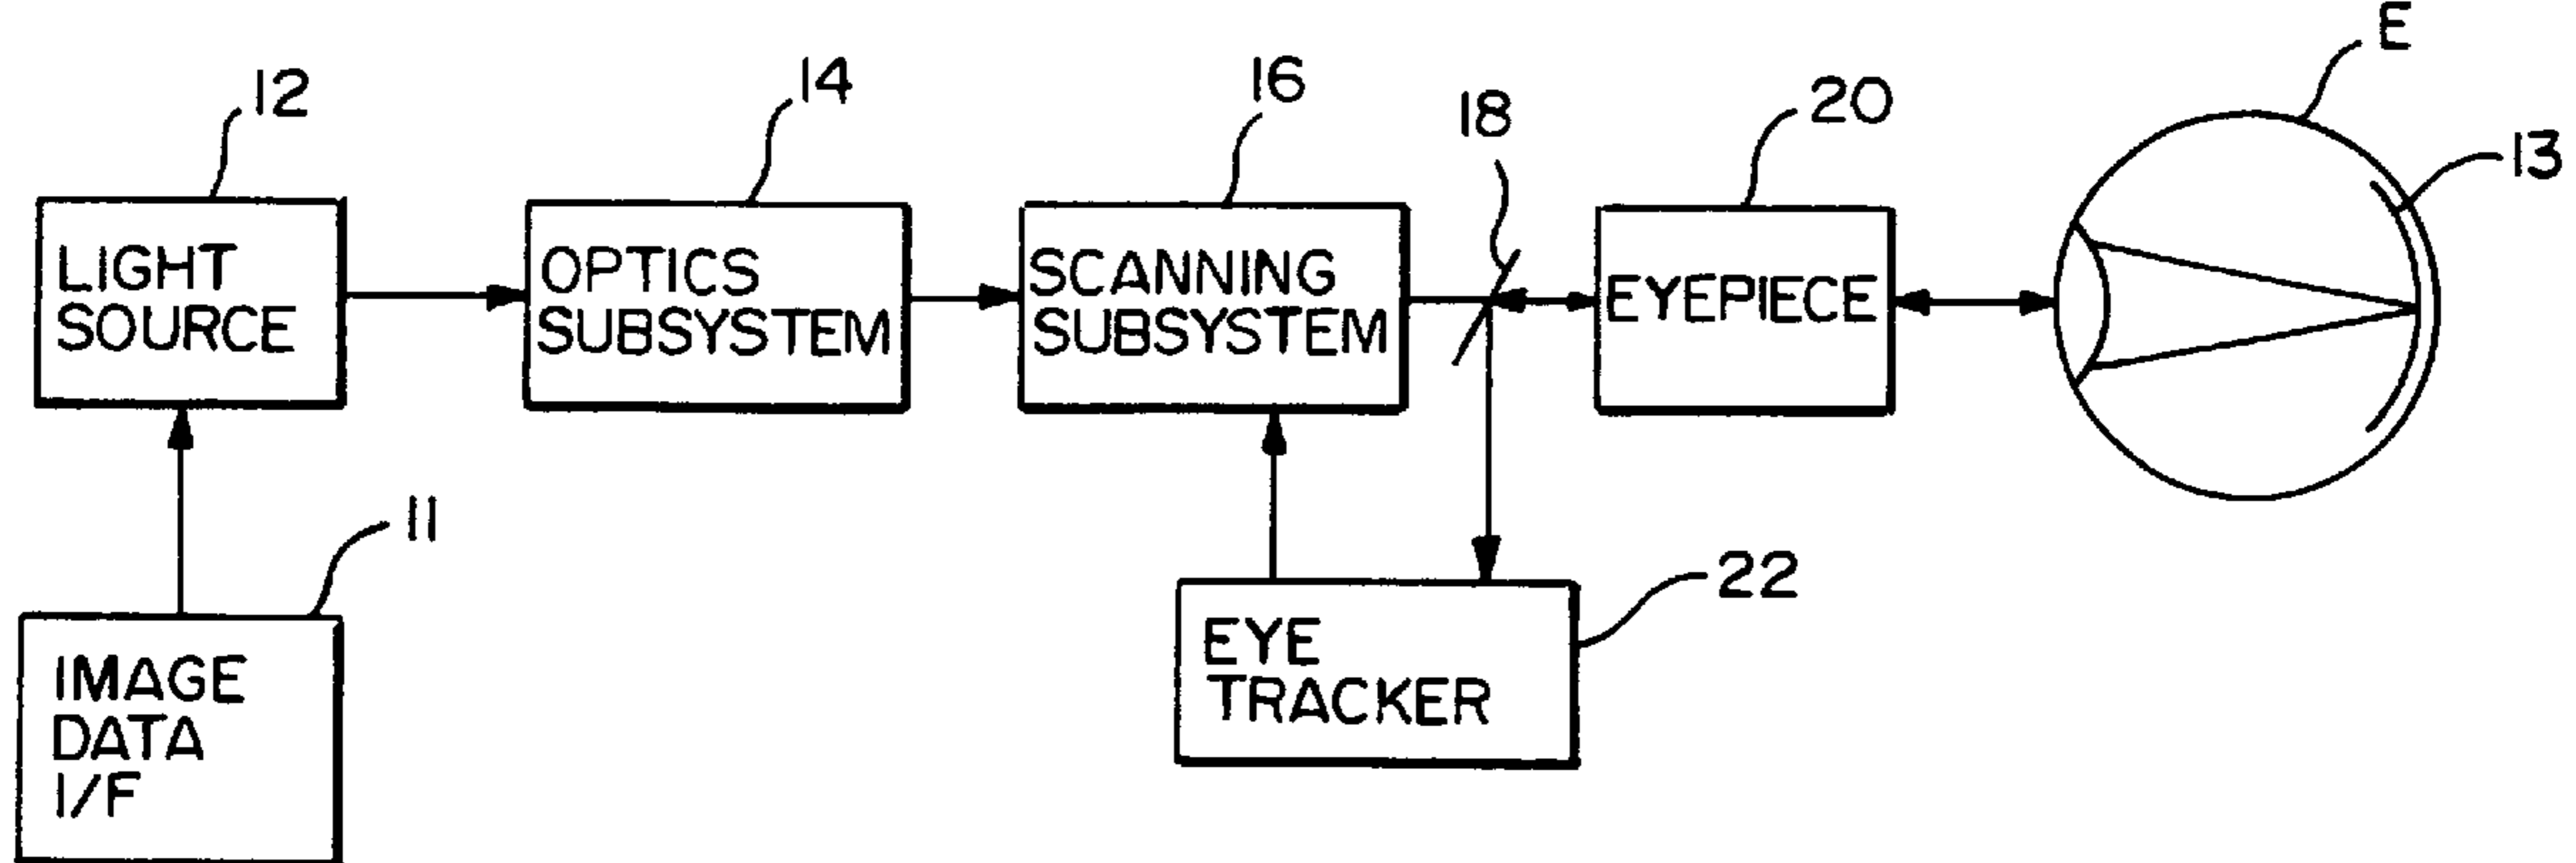 E
12
14
16
18
20
13
LIGHT
SOURCE
OPTICS
SUBSYSTEM
SCANNING
SUBSYSTEM
EYEPIECE
11
22
IMAGE
DATA
I/F
EYE
TRACKER